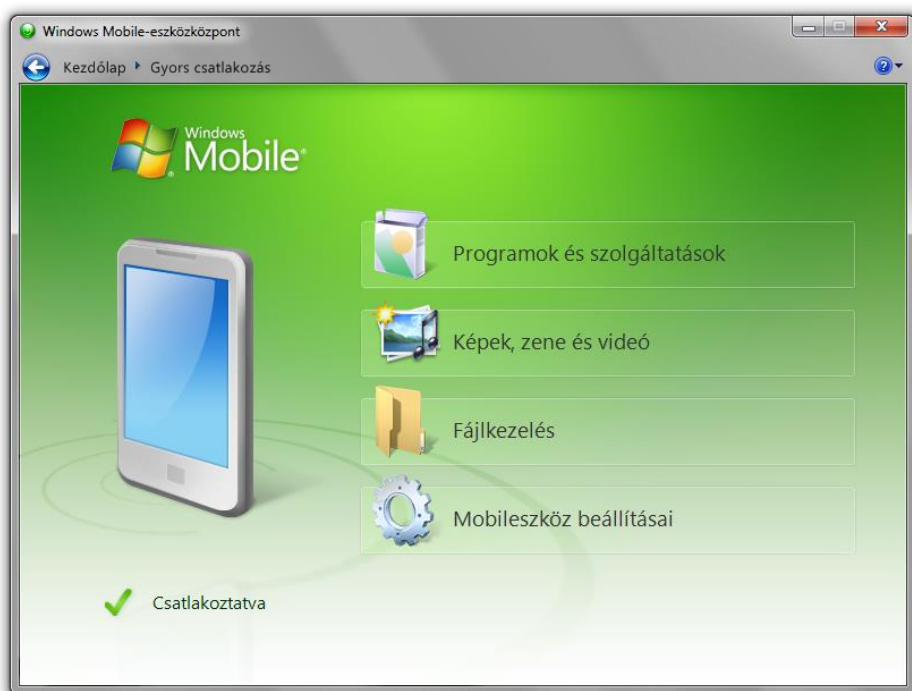 Windows Mobile-eszközközpont
Kezdőlap Gyors csatlakozás
Windows
Mobile
Programok és szolgáltatások
Képek, zene és videó
Fájlkezelés
Mobileszköz beállításai
Csatlakoztatva